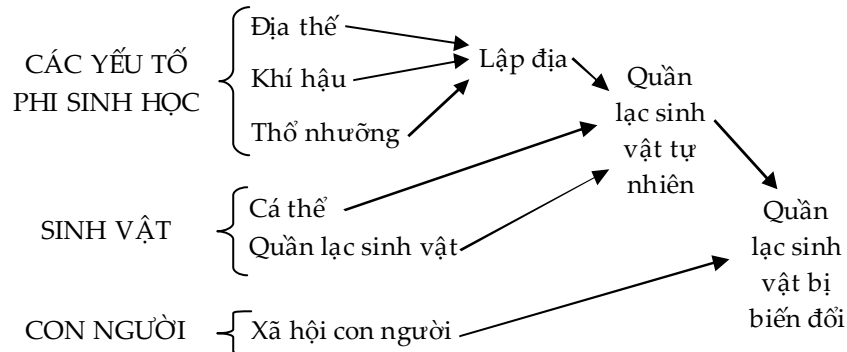 CÁC YẾU TỐ
PHI SINH HỌC
Địa thế
Khí hậu
Thổ nhưỡng
Lập địa
Quần
lạc sinh
vật tự
nhiên
SINH VẬT
Cá thể
Quần lạc sinh vật
Quần
lạc sinh
vật bị
biến đổi
CON NGƯỜI
Xã hội con người